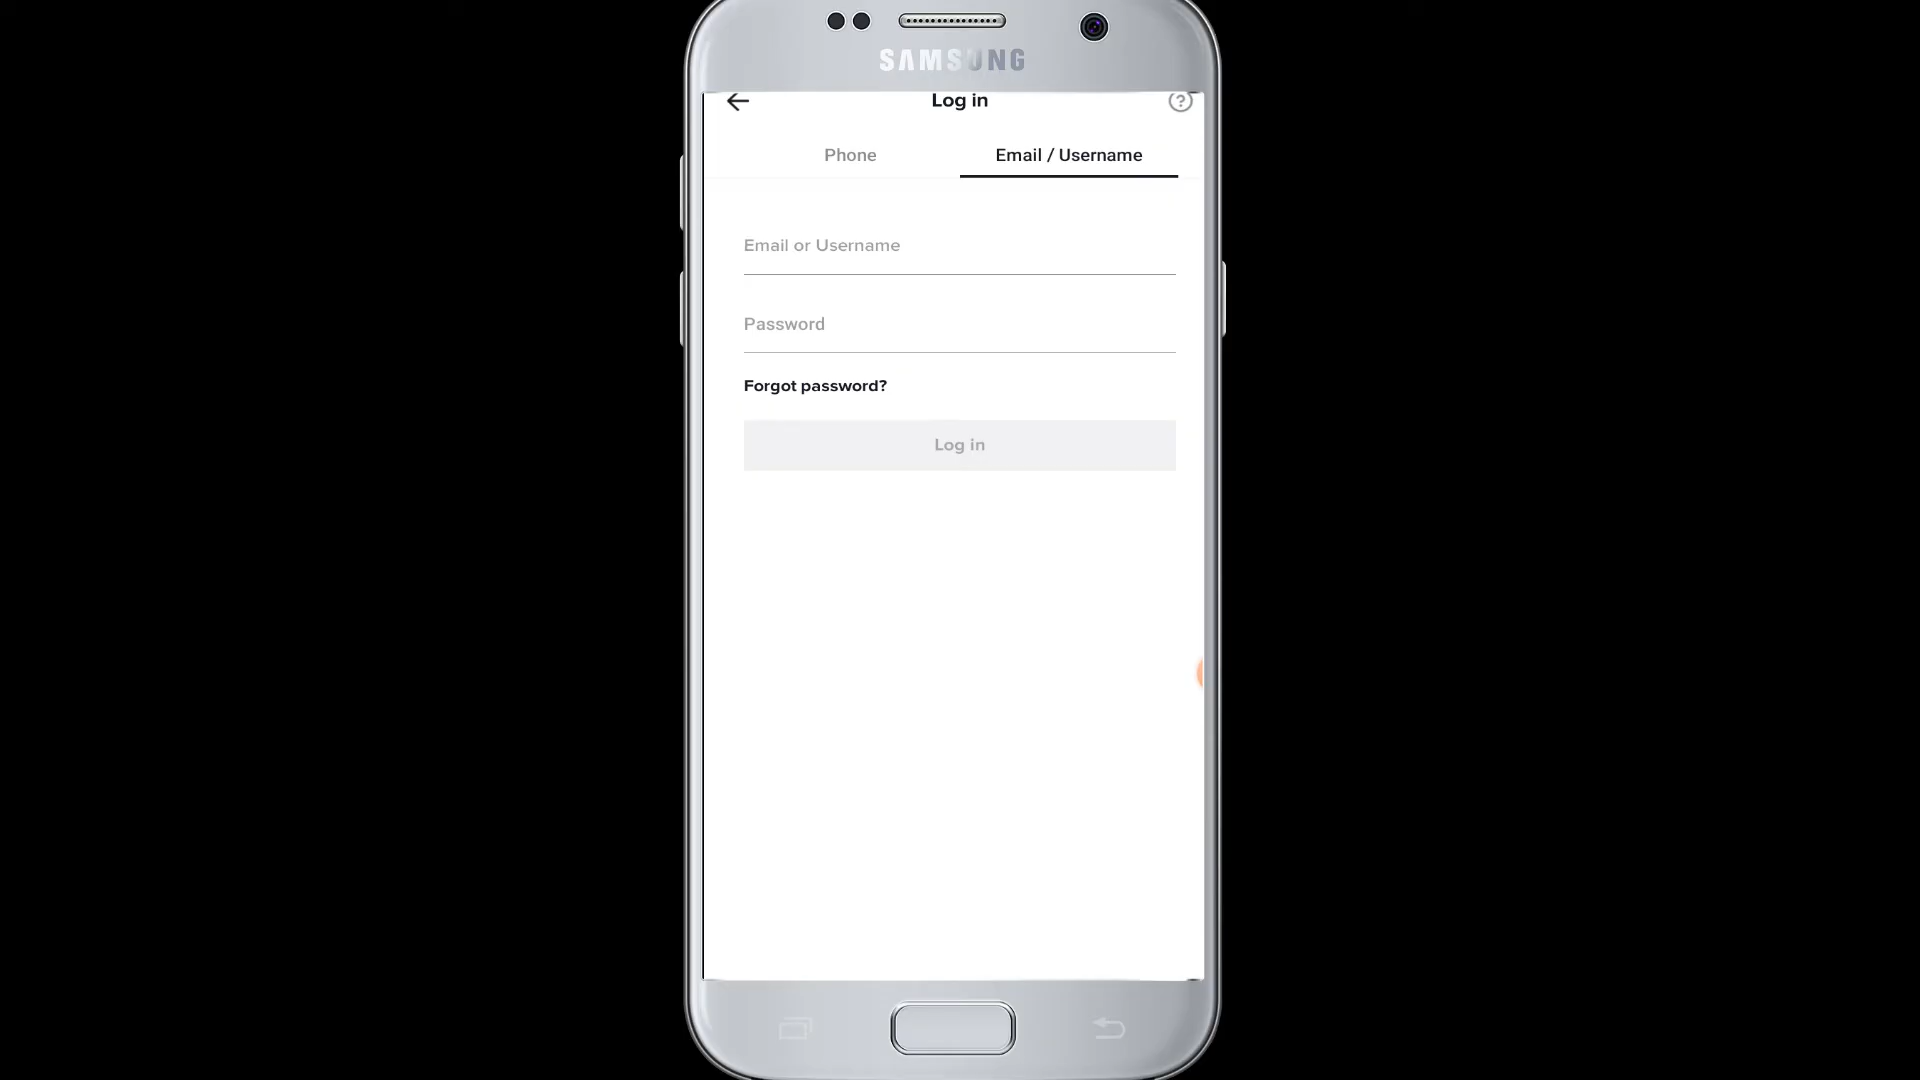 SAMSUNG
Log in
Phone
Email / Username
Email or Username
Password
Forgot password?
Log in